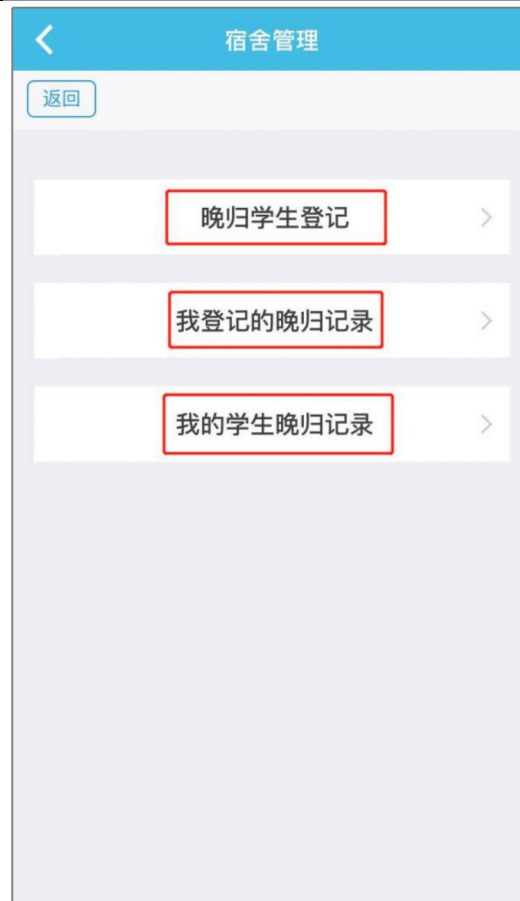 宿舍管理
返回
晚归学生登记
我登记的晚归记录
我的学生晚归记录